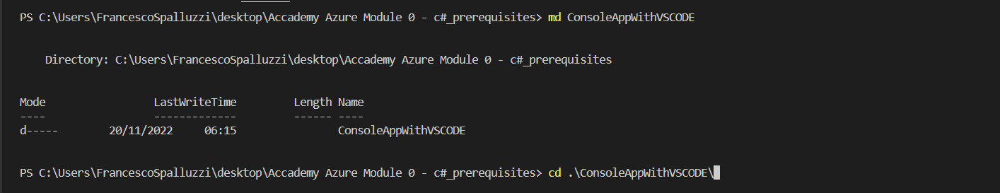 PS C:\Users\FrancescoSpalluzzi\desktop\Accademy Azure Module 0 - c#_prerequisites> md ConsoleAppWithVSCODE
Directory: C:\Users\FrancescoSpalluzzi\desktop\Accademy Azure Module 0 - c#_prerequisites
Mode LastWriteTime Length Name
---- ------------- ------ ----
d----- 20/11/2022 06:15 ConsoleAppWithVSCODE
PS C:\Users\FrancescoSpalluzzi\desktop\Accademy Azure Module 0 - c#_prerequisites> cd .\ConsoleAppWithVSCODE\